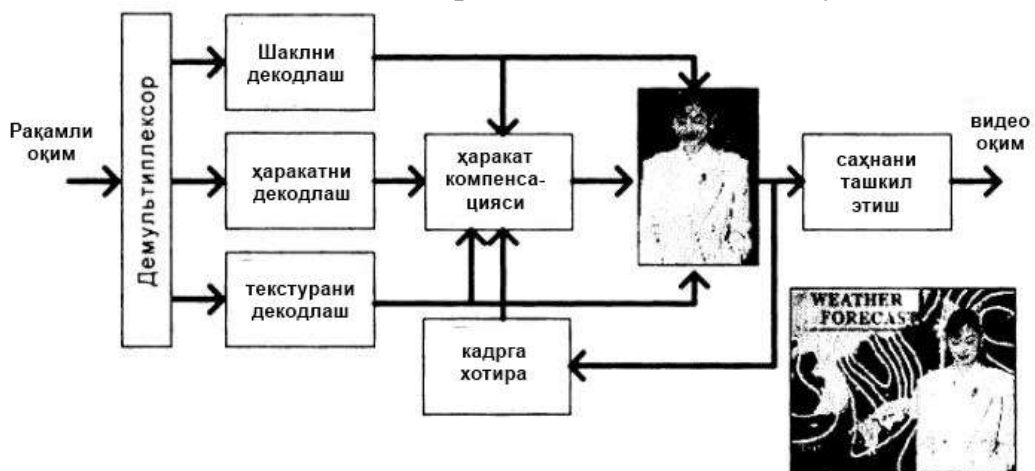 Рақамли
оқим
Демультиплексор
Шаклни
декодлаш
ҳаракатни
декодлаш
текстурани
декодлаш
ҳаракат
компенса-
цияси
кадрга
хотира
саҳнани
ташкил
этиш
видео
оқим
WEATHER
FORECAST